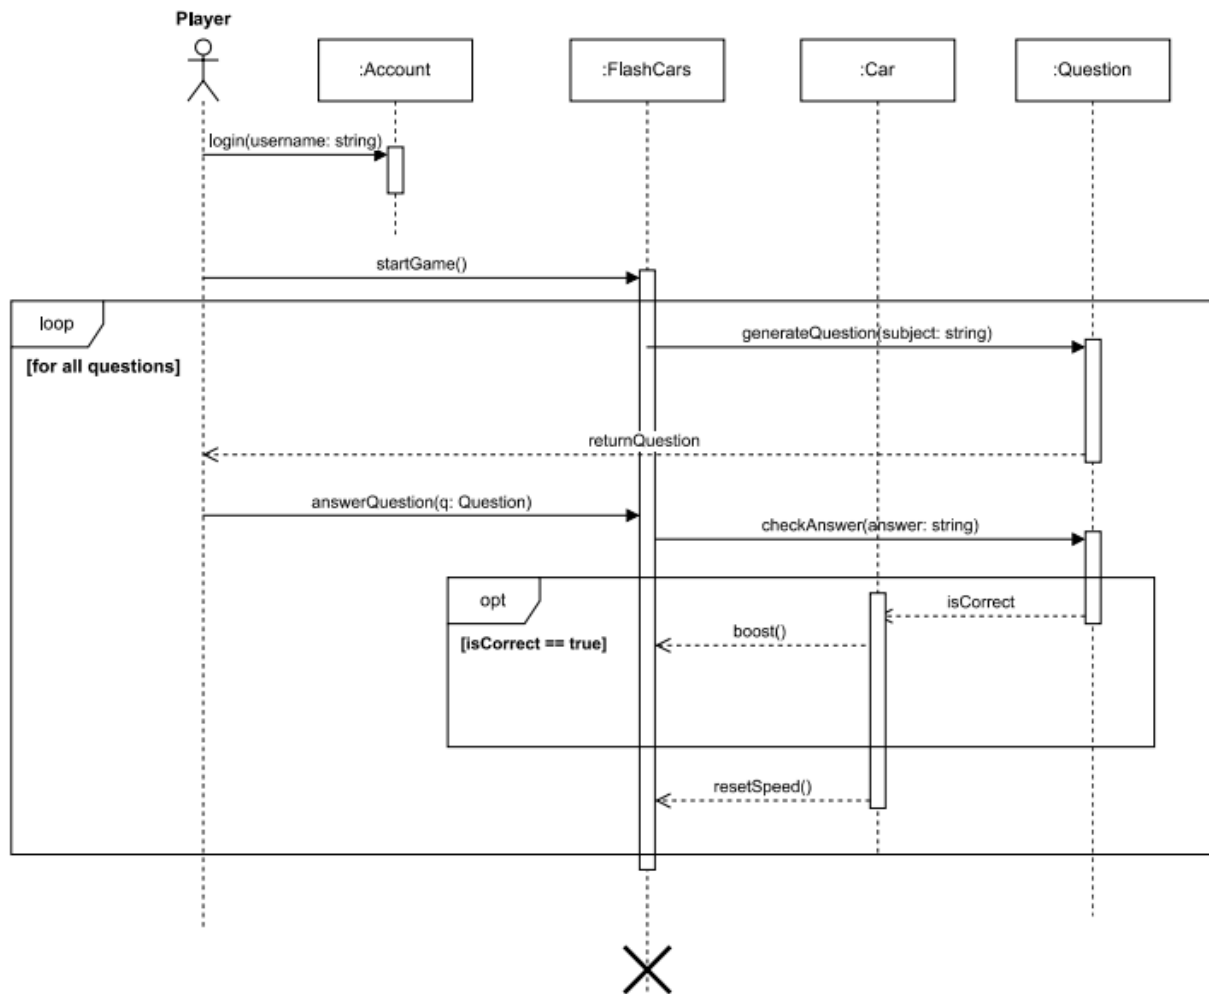 Player
:Account
:FlashCars
:Car
:Question
login(username: string)
startGame()
loop
generateQuestion(subject: string)
[for all questions]
returnQuestion
answerQuestion(q: Question)
checkAnswer(answer: string)
opt
isCorrect
boost()
[isCorrect == true]
resetSpeed()